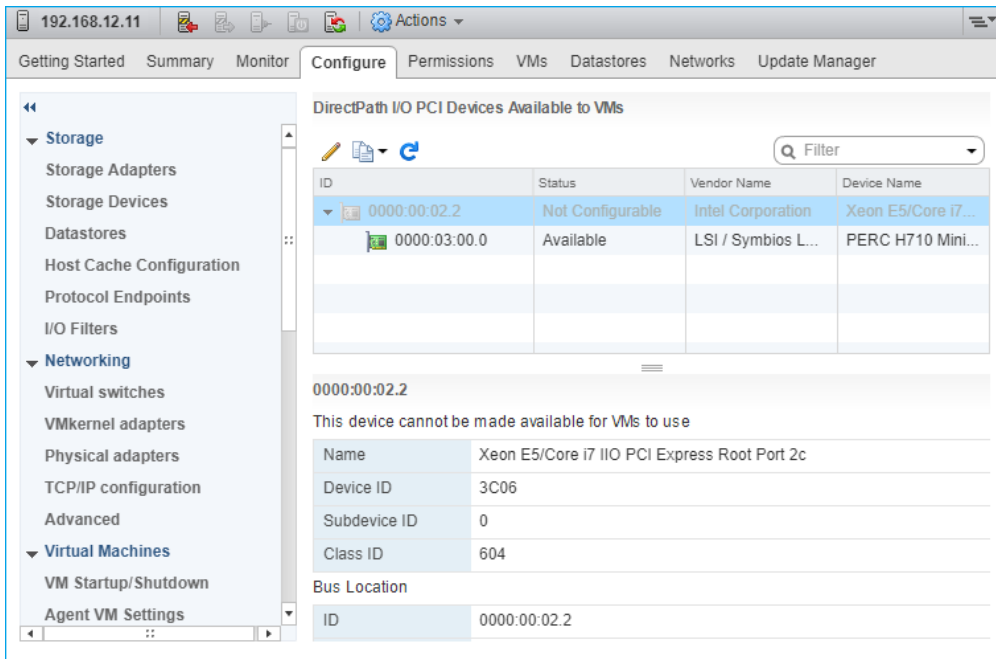 192.168.12.11 Actions
Getting Started Summary Monitor Configure Permissions VMs Datastores Networks Update Manager
Storage
Storage Adapters
Storage Devices
Datastores
Host Cache Configuration
Protocol Endpoints
I/O Filters
Networking
Virtual switches
VMkernel adapters
Physical adapters
TCP/IP configuration
Advanced
Virtual Machines
VM Startup/Shutdown
Agent VM Settings
DirectPath I/O PCI Devices Available to VMs
Filter
ID Status Vendor Name Device Name
0000:00:02.2 Not Configurable Intel Corporation Xeon E5/Core i7...
0000:03:00.0 Available LSI / Symbios L... PERC H710 Mini...
0000:00:02.2
This device cannot be made available for VMs to use
Name Xeon E5/Core i7 IIO PCI Express Root Port 2c
Device ID 3C06
Subdevice ID 0
Class ID 604
Bus Location
ID 0000:00:02.2